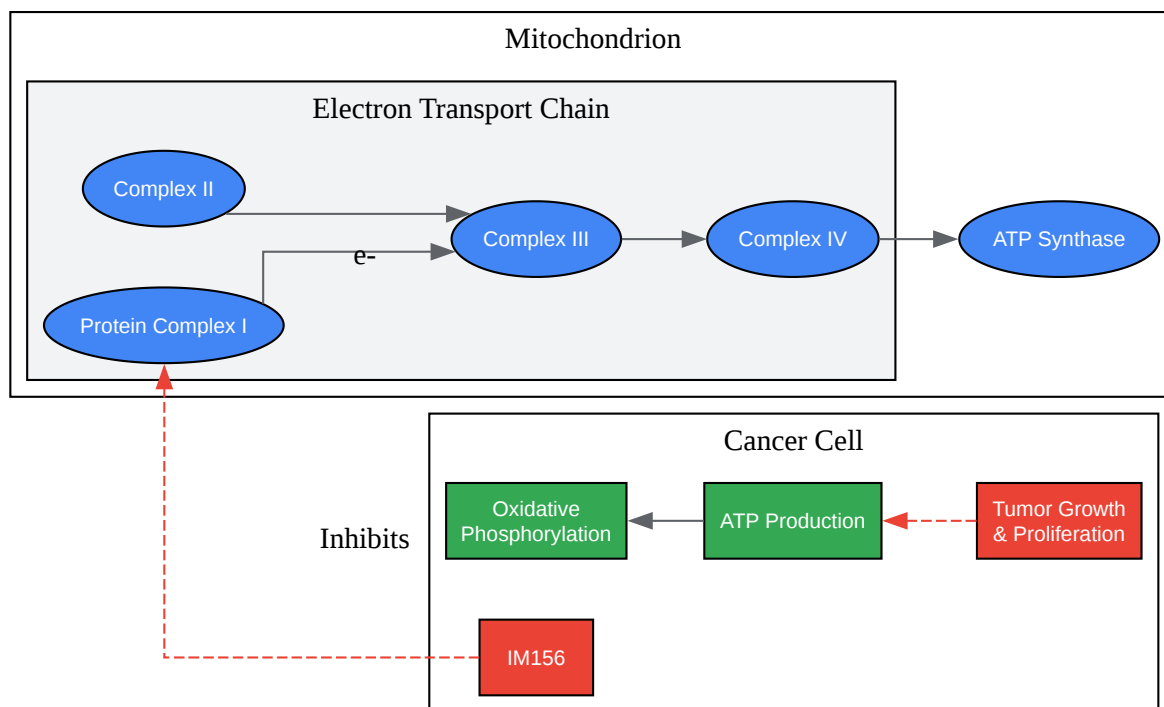 Mitochondrion
Electron Transport Chain
Complex II
Complex III
Complex IV
ATP Synthase
e-
Protein Complex I
Cancer Cell
Oxidative
Phosphorylation
ATP Production
Tumor Growth
& Proliferation
Inhibits
IM156